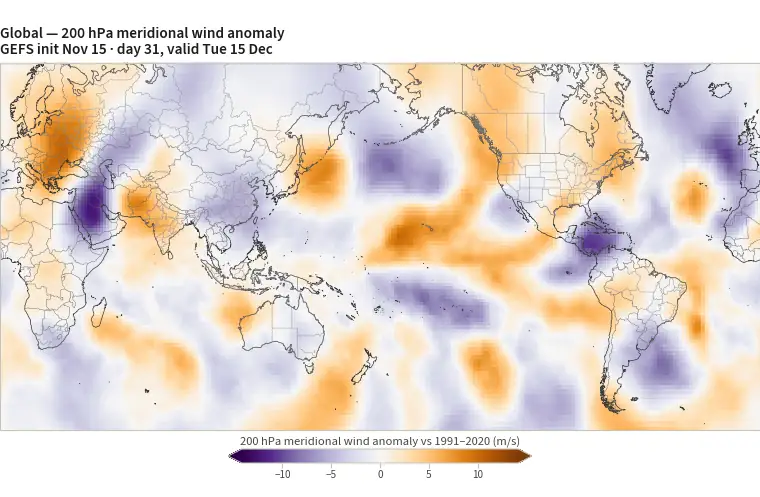 Global — 200 hPa meridional wind anomaly
GEFS init Nov 15 · day 31, valid Tue 15 Dec
200 hPa meridional wind anomaly vs 1991–2020 (m/s)
−10 −5 0 5 10